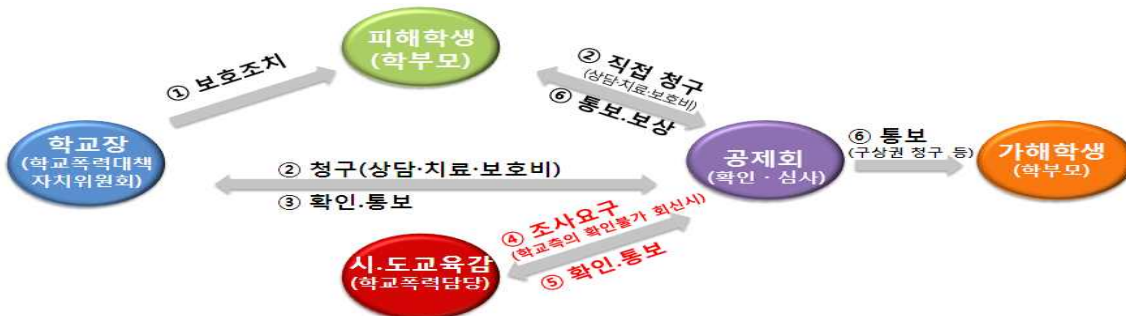 피해학생
(학부모)
① 보호조치
② 직접 청구
(상담·치료·보호비)
⑥ 통보.보상
학교장
(학교폭력대책
자치위원회)
② 청구(상담·치료·보호비)
③ 확인.통보
공제회
(확인·심사)
⑥ 통보
(구상권 청구 등)
가해학생
(학부모)
④ 조사요구
(학교측의 확인불가 회신시)
⑤ 확인.통보
시.도교육감
(학교폭력담당)